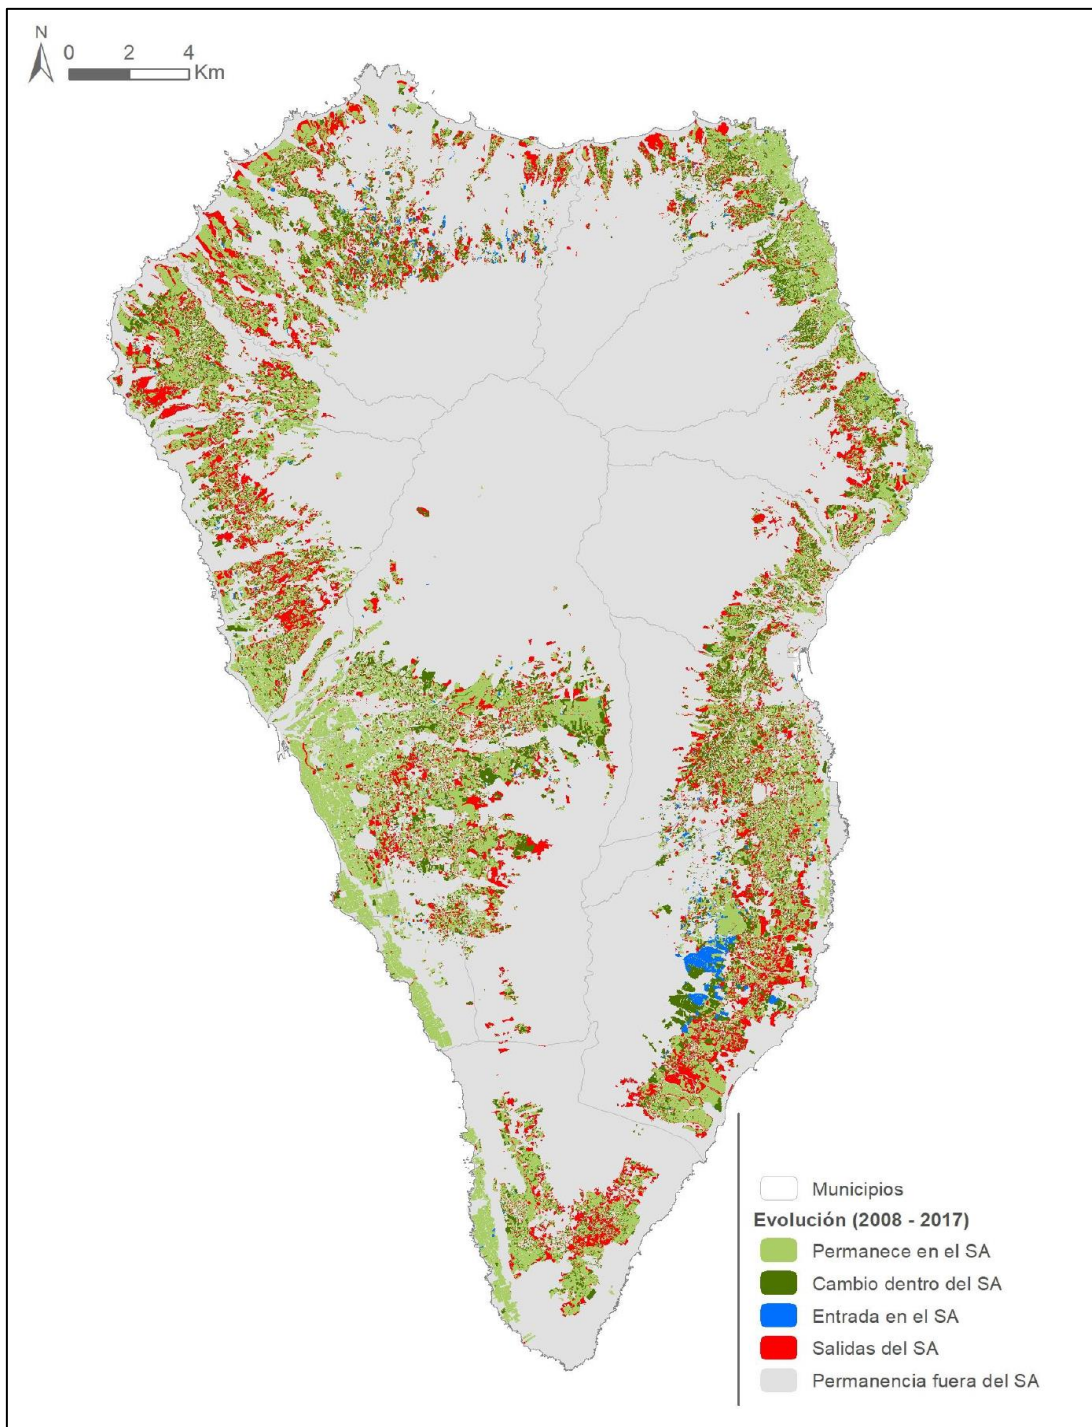 N
0 2 4
Km
Municipios
Evolución (2008 - 2017)
Permanece en el SA
Cambio dentro del SA
Entrada en el SA
Salidas del SA
Permanencia fuera del SA